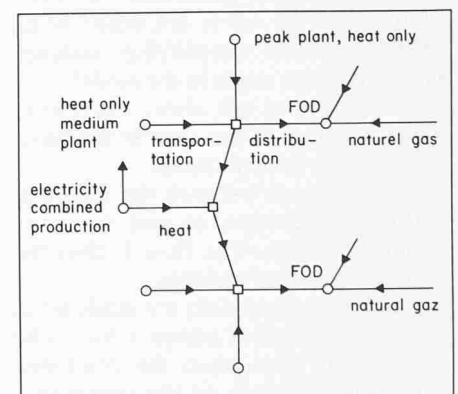 peak plant, heat only
heat only
medium
plant
FOD
transpor-
tation
distribu-
tion
naturel gas
electricity
combined
production
heat
FOD
natural gaz